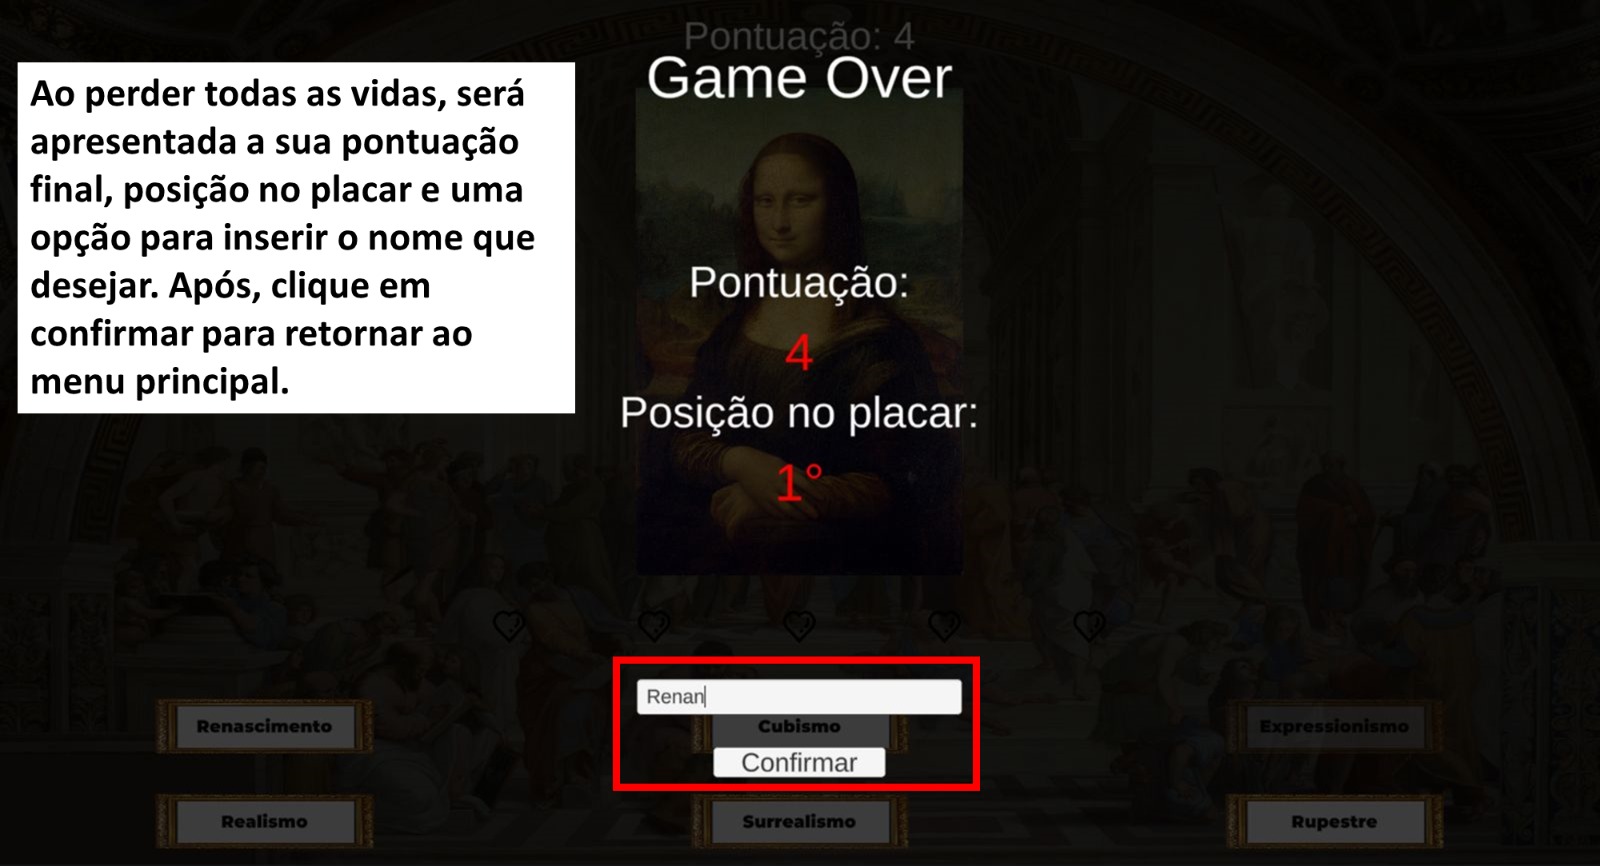 Pontuação: 4
Game Over
Ao perder todas as vidas, será
apresentada a sua pontuação
final, posição no placar e uma
opção para inserir o nome que
desejar. Após, clique em
confirmar para retornar ao
menu principal.
Pontuação:
4
Posição no placar:
1°
Renan
Renascimento
Cubismo
Expressionismo
Confirmar
Realismo
Surrealismo
Rupestre